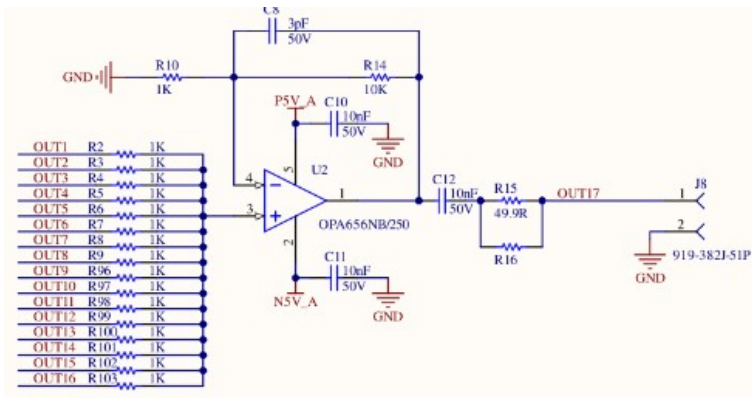 C8
3pF
50V
R10
1K
GND
R14
10K
P5V_A
C10
10nF
50V
GND
OUT1 R2 1K
OUT2 R3 1K
OUT3 R4 1K
OUT4 R5 1K
OUT5 R6 1K
OUT6 R7 1K
OUT7 R8 1K
OUT8 R9 1K
OUT9 R96 1K
OUT10 R97 1K
OUT11 R98 1K
OUT12 R99 1K
OUT13 R100 1K
OUT14 R101 1K
OUT15 R102 1K
OUT16 R103 1K
U2
4
3
5
2
1
OPA656NB/250
C12
10nF
50V
R15
49.9R
R16
OUT17
J8
1
2
919-382J-51P
GND
C11
10nF
50V
N5V_A
GND